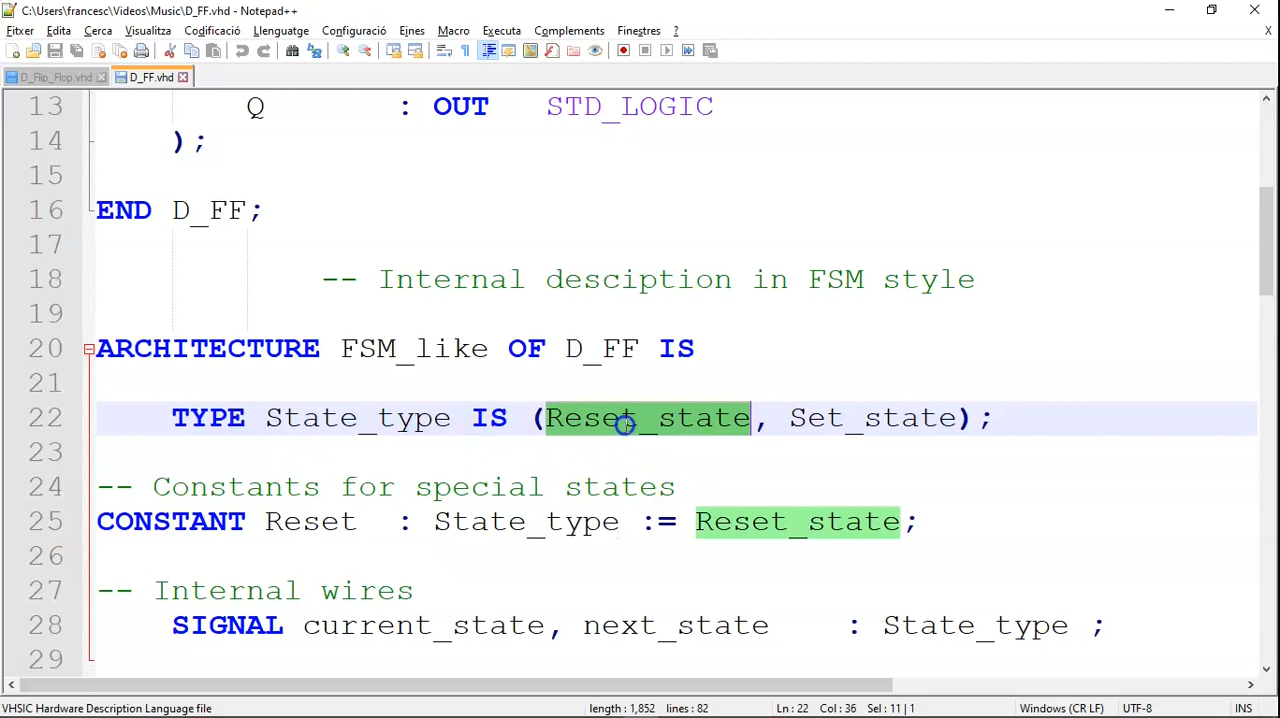 C:\Users\francesc\Videos\Music\D_FF.vhd - Notepad++
Fitxer Edita Cerca Visualitza Codificació Llenguatge Configuració Eines Macro Executa Complements Finestres ? X
D_Flip_Flop.vhd D_FF.vhd
13 Q : OUT STD_LOGIC
14 );
15
16 END D_FF;
17
18 -- Internal desciption in FSM style
19
20 ARCHITECTURE FSM_like OF D_FF IS
21
22 TYPE State_type IS (Reset_state, Set_state);
23
24 -- Constants for special states
25 CONSTANT Reset : State_type := Reset_state;
26
27 -- Internal wires
28 SIGNAL current_state, next_state : State_type ;
29
VHSIC Hardware Description Language file length : 1,852 lines : 82 Ln : 22 Col : 36 Sel : 11 | 1 Windows (CR LF) UTF-8 INS